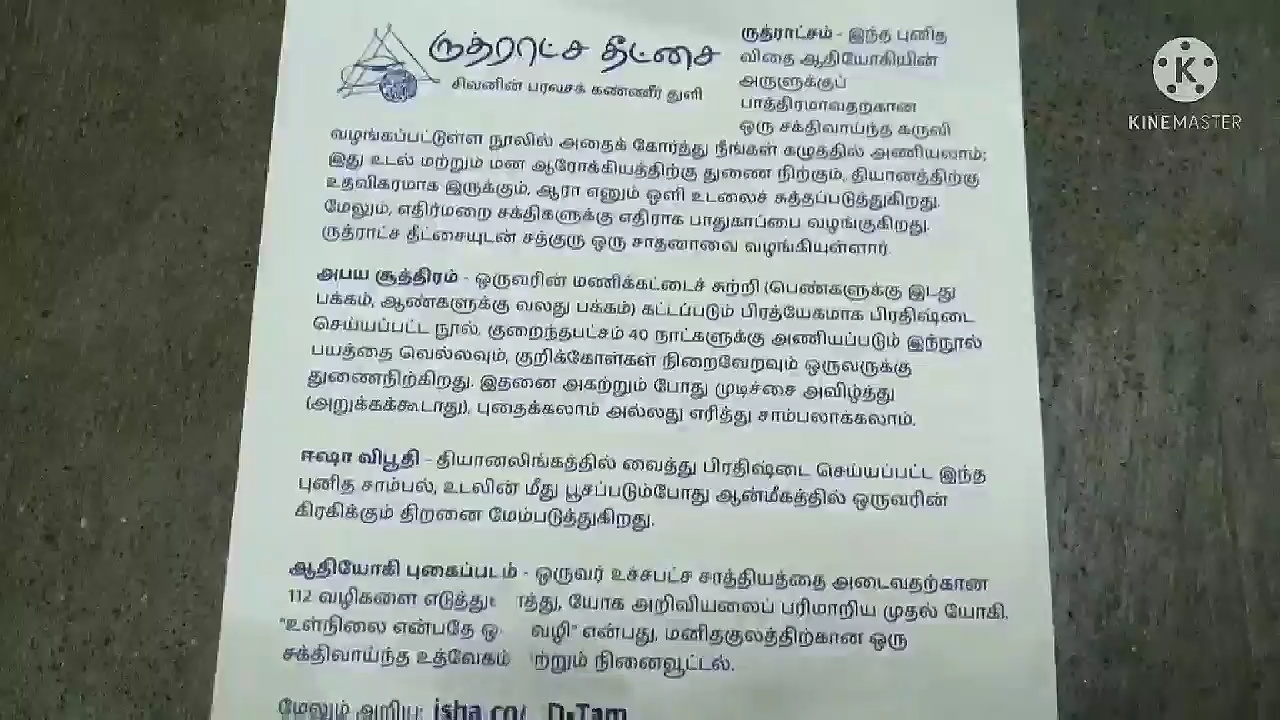 ருத்ராட்ச தீட்சை
சிவனின் பரவசக் கண்ணீர் துளி
ருத்ராட்சம் - இந்த புனித
விதை ஆதியோகியின்
அருளுக்குப்
பாத்திரமாவதற்கான
ஒரு சக்திவாய்ந்த கருவி
வழங்கப்பட்டுள்ள நூலில் அதைக் கோர்த்து நீங்கள் கழுத்தில் அணியலாம்;
இது உடல் மற்றும் மன ஆரோக்கியத்திற்கு துணை நிற்கும், தியானத்திற்கு
உதவிகரமாக இருக்கும், ஆரா எனும் ஒளி உடலைச் சுத்தப்படுத்துகிறது.
மேலும், எதிர்மறை சக்திகளுக்கு எதிராக பாதுகாப்பை வழங்குகிறது.
ருத்ராட்ச தீட்சையுடன் சத்குரு ஒரு சாதனாவை வழங்கியுள்ளார்.
அபய சூத்திரம் - ஒருவரின் மணிக்கட்டைச் சுற்றி (பெண்களுக்கு இடது
பக்கம், ஆண்களுக்கு வலது பக்கம்) கட்டப்படும் பிரத்யேகமாக பிரதிஷ்டை
செய்யப்பட்ட நூல். குறைந்தபட்சம் 40 நாட்களுக்கு அணியப்படும் இந்நூல்
பயத்தை வெல்லவும், குறிக்கோள்கள் நிறைவேறவும் ஒருவருக்கு
துணைநிற்கிறது. இதனை அகற்றும் போது முடிச்சை அவிழ்த்து
(அறுக்கக்கூடாது), புதைக்கலாம் அல்லது எரித்து சாம்பலாக்கலாம்.
ஈஷா விபூதி - தியானலிங்கத்தில் வைத்து பிரதிஷ்டை செய்யப்பட்ட இந்த
புனித சாம்பல், உடலின் மீது பூசப்படும்போது ஆன்மீகத்தில் ஒருவரின்
கிரகிக்கும் திறனை மேம்படுத்துகிறது.
ஆதியோகி புகைப்படம் - ஒருவர் உச்சபட்ச சாத்தியத்தை அடைவதற்கான
112 வழிகளை யோக அறிவியலைப் பரிமாறிய முதல் யோகி.
"உள்நிலை என்பதே வழி" என்பது, மனிதகுலத்திற்கான ஒரு
சக்திவாய்ந்த உத்வேகம் நினைவூட்டல்.
மேலும் அறிய:
KINEMASTER